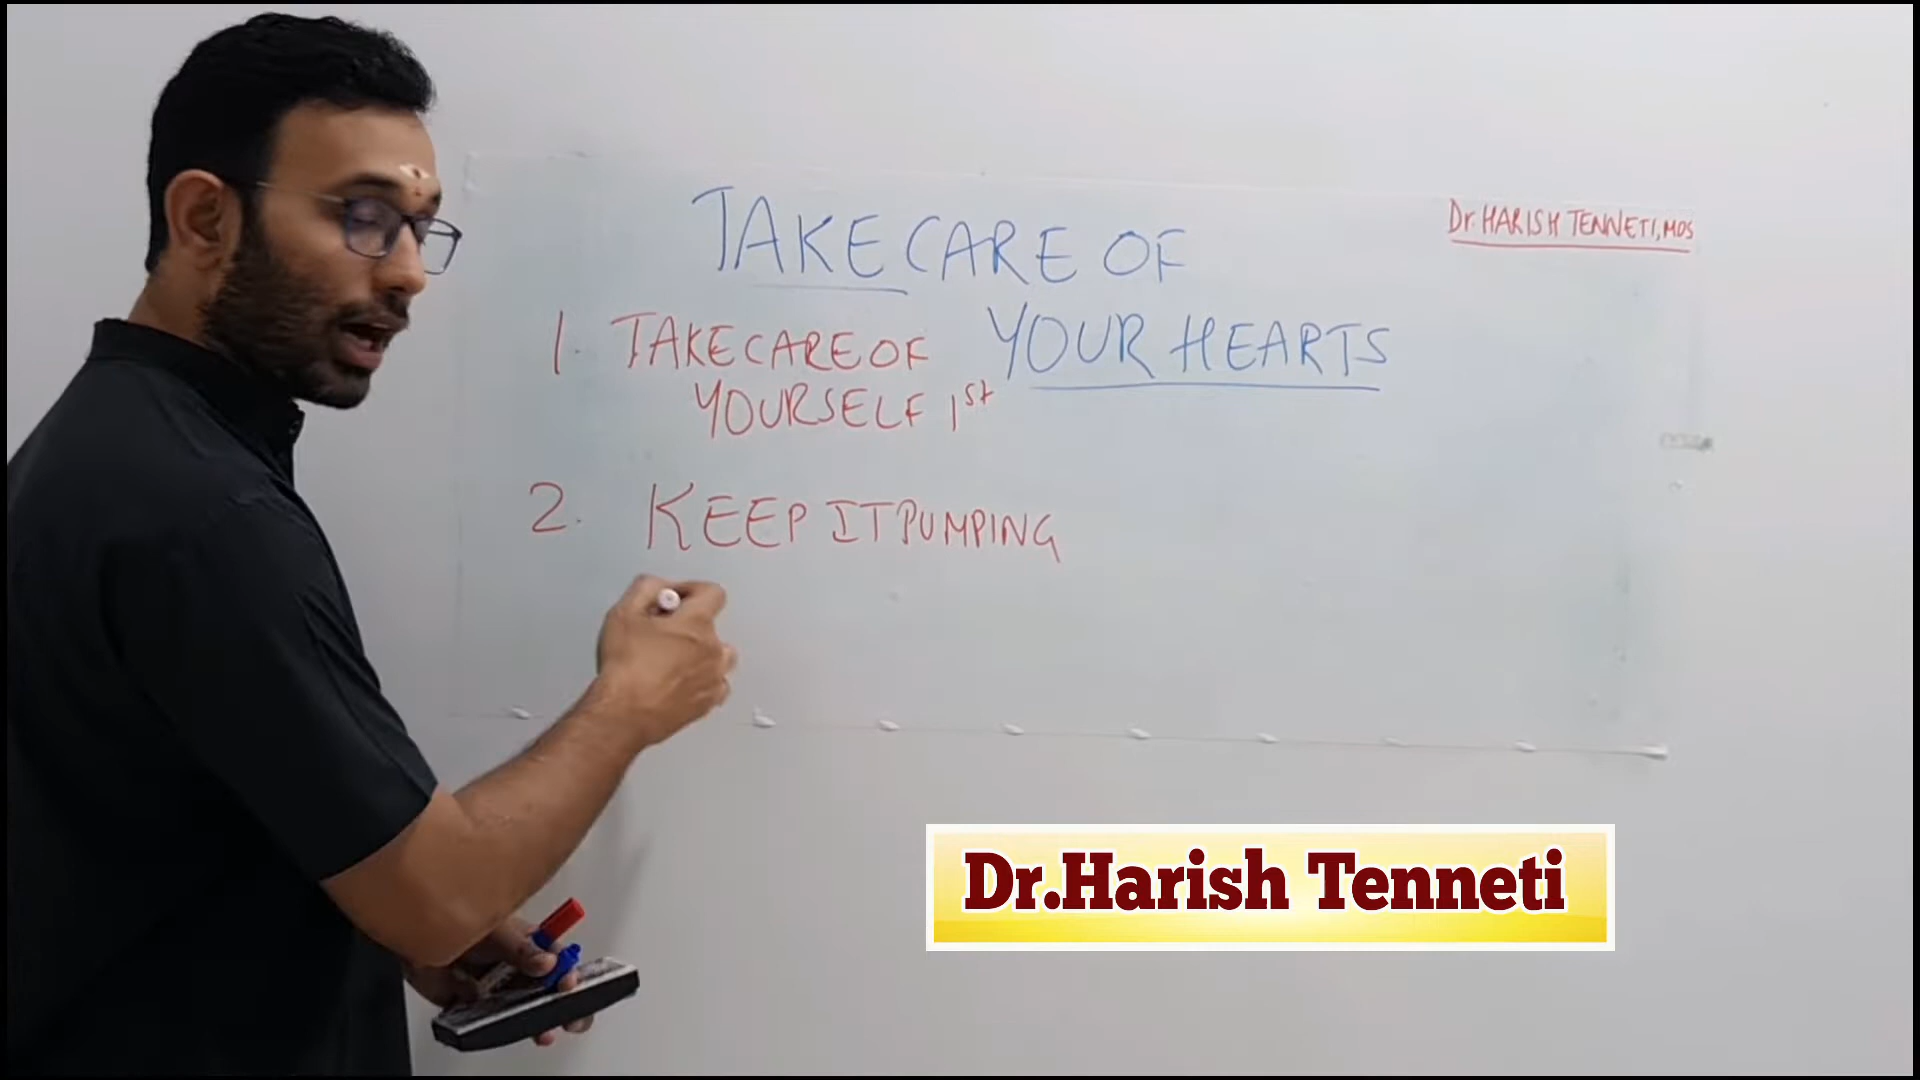 TAKE CARE OF
YOUR HEARTS
Dr. HARISH TENNETI, MDS
1. TAKE CARE OF
YOURSELF 1st
2. KEEP IT PUMPING
Dr.Harish Tenneti